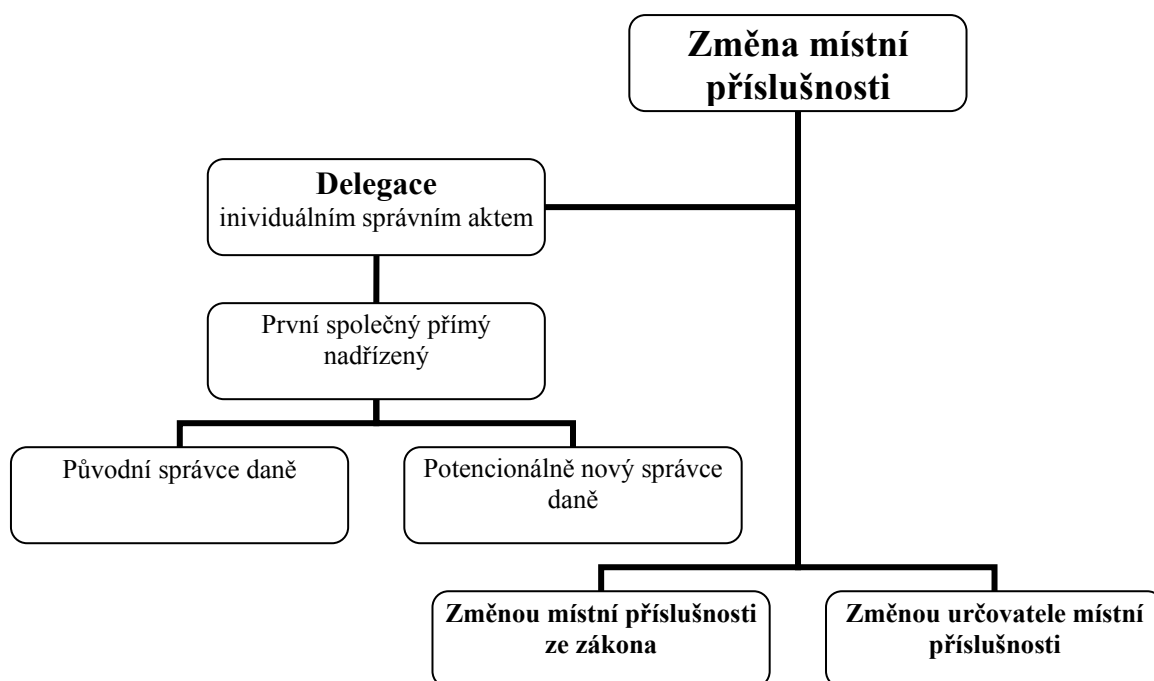 Změna místní
příslušnosti
Delegace
inividuálním správním aktem
První společný přímý
nadřízený
Původní správce daně
Potencionálně nový správce
daně
Změnou místní příslušnosti
ze zákona
Změnou určovatele místní
příslušnosti